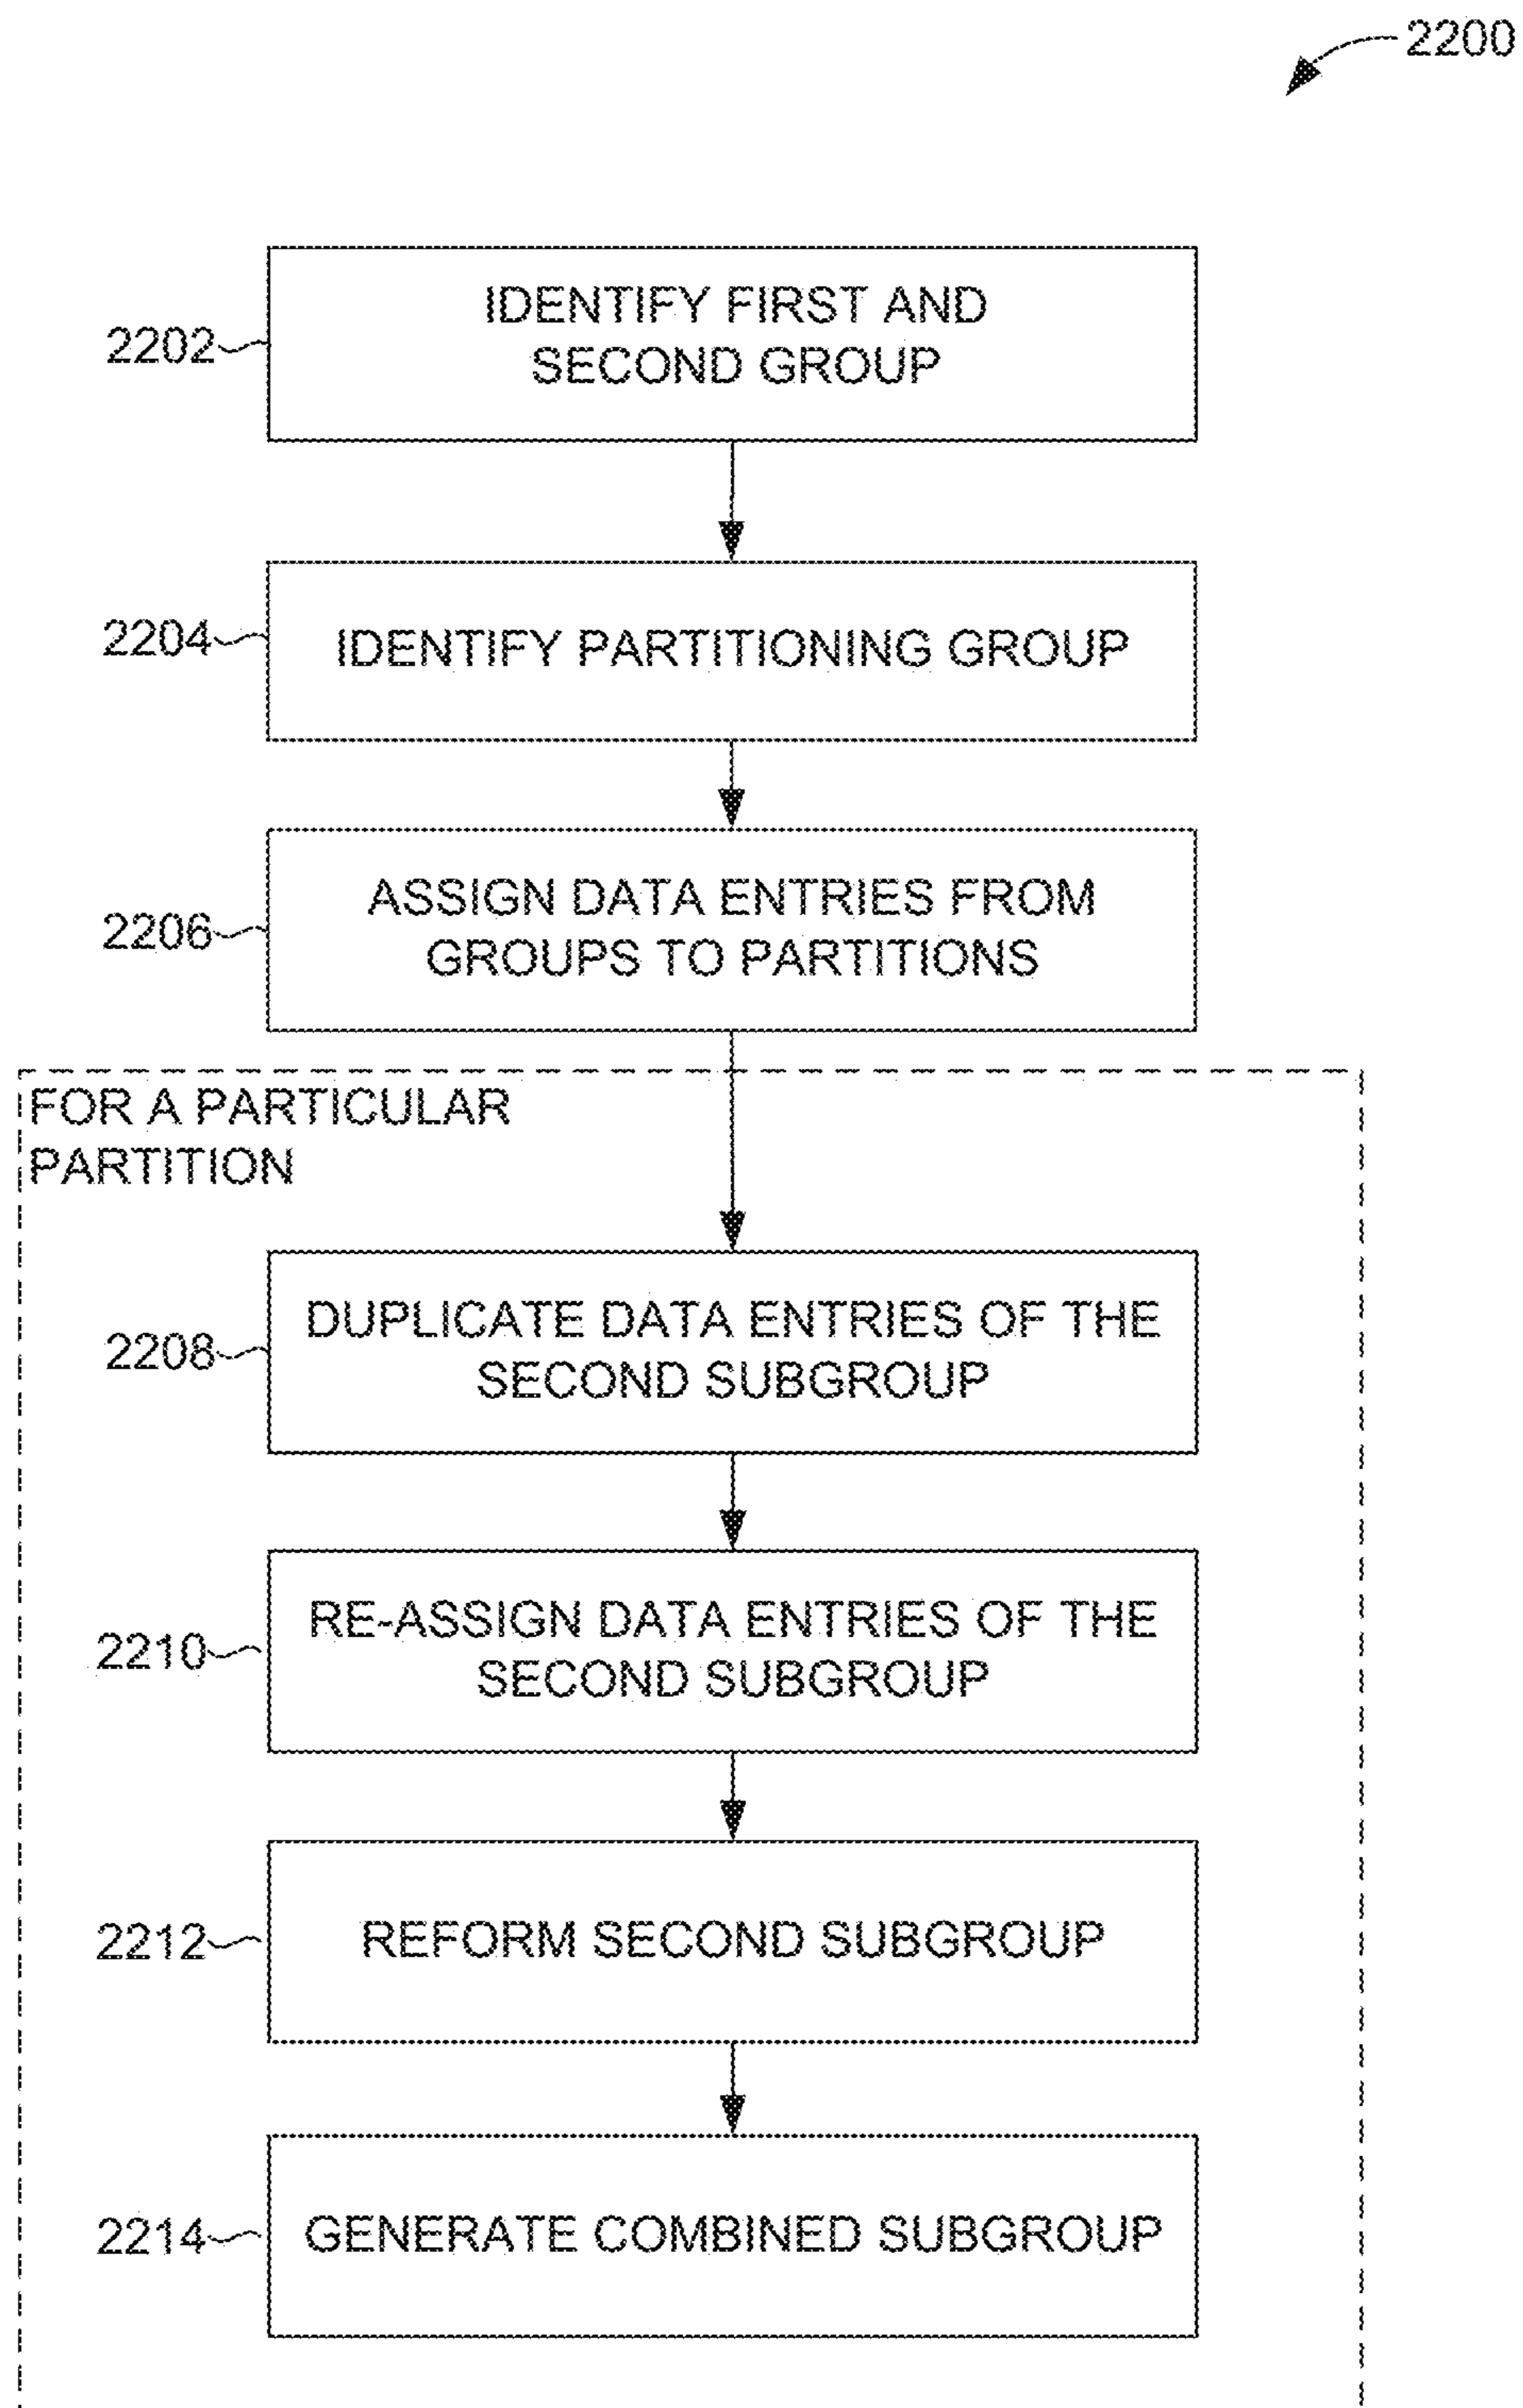 2200
2202
IDENTIFY FIRST AND
SECOND GROUP
2204
IDENTIFY PARTITIONING GROUP
2206
ASSIGN DATA ENTRIES FROM
GROUPS TO PARTITIONS
FOR A PARTICULAR
PARTITION
2208
DUPLICATE DATA ENTRIES OF THE
SECOND SUBGROUP
2210
RE-ASSIGN DATA ENTRIES OF THE
SECOND SUBGROUP
2212
REFORM SECOND SUBGROUP
2214
GENERATE COMBINED SUBGROUP